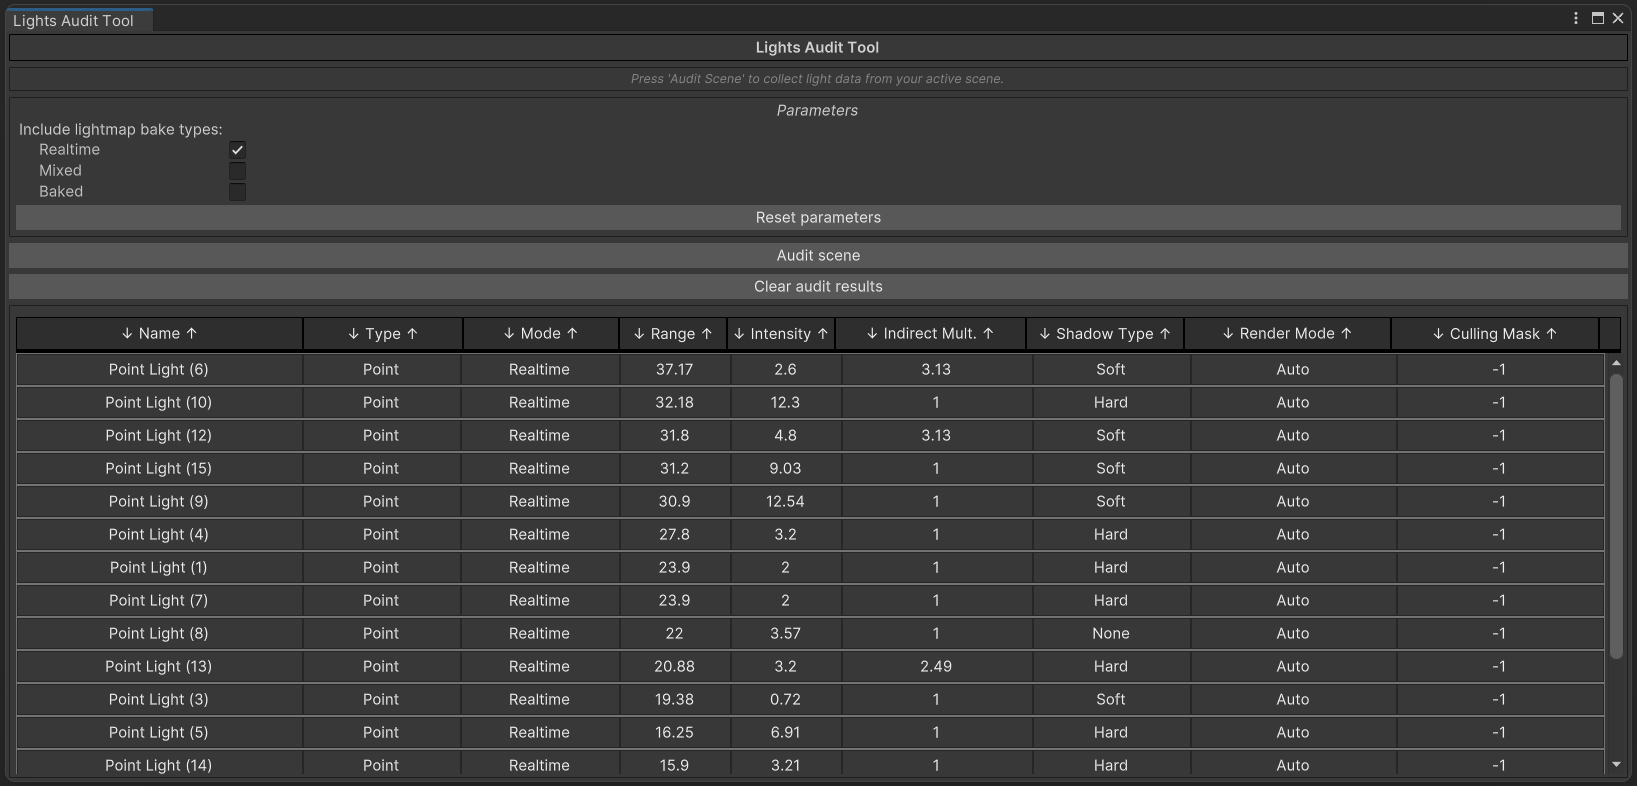 Lights Audit Tool
Lights Audit Tool
Press 'Audit Scene' to collect light data from your active scene.
Parameters
Include lightmap bake types:
Realtime
Mixed
Baked
Reset parameters
Audit scene
Clear audit results
↓ Name ↑ ↓ Type ↑ ↓ Mode ↑ ↓ Range ↑ ↓ Intensity ↑ ↓ Indirect Mult. ↑ ↓ Shadow Type ↑ ↓ Render Mode ↑ ↓ Culling Mask ↑
Point Light (6) Point Realtime 37.17 2.6 3.13 Soft Auto -1
Point Light (10) Point Realtime 32.18 12.3 1 Hard Auto -1
Point Light (12) Point Realtime 31.8 4.8 3.13 Soft Auto -1
Point Light (15) Point Realtime 31.2 9.03 1 Soft Auto -1
Point Light (9) Point Realtime 30.9 12.54 1 Soft Auto -1
Point Light (4) Point Realtime 27.8 3.2 1 Hard Auto -1
Point Light (1) Point Realtime 23.9 2 1 Hard Auto -1
Point Light (7) Point Realtime 23.9 2 1 Hard Auto -1
Point Light (8) Point Realtime 22 3.57 1 None Auto -1
Point Light (13) Point Realtime 20.88 3.2 2.49 Hard Auto -1
Point Light (3) Point Realtime 19.38 0.72 1 Soft Auto -1
Point Light (5) Point Realtime 16.25 6.91 1 Hard Auto -1
Point Light (14) Point Realtime 15.9 3.21 1 Hard Auto -1